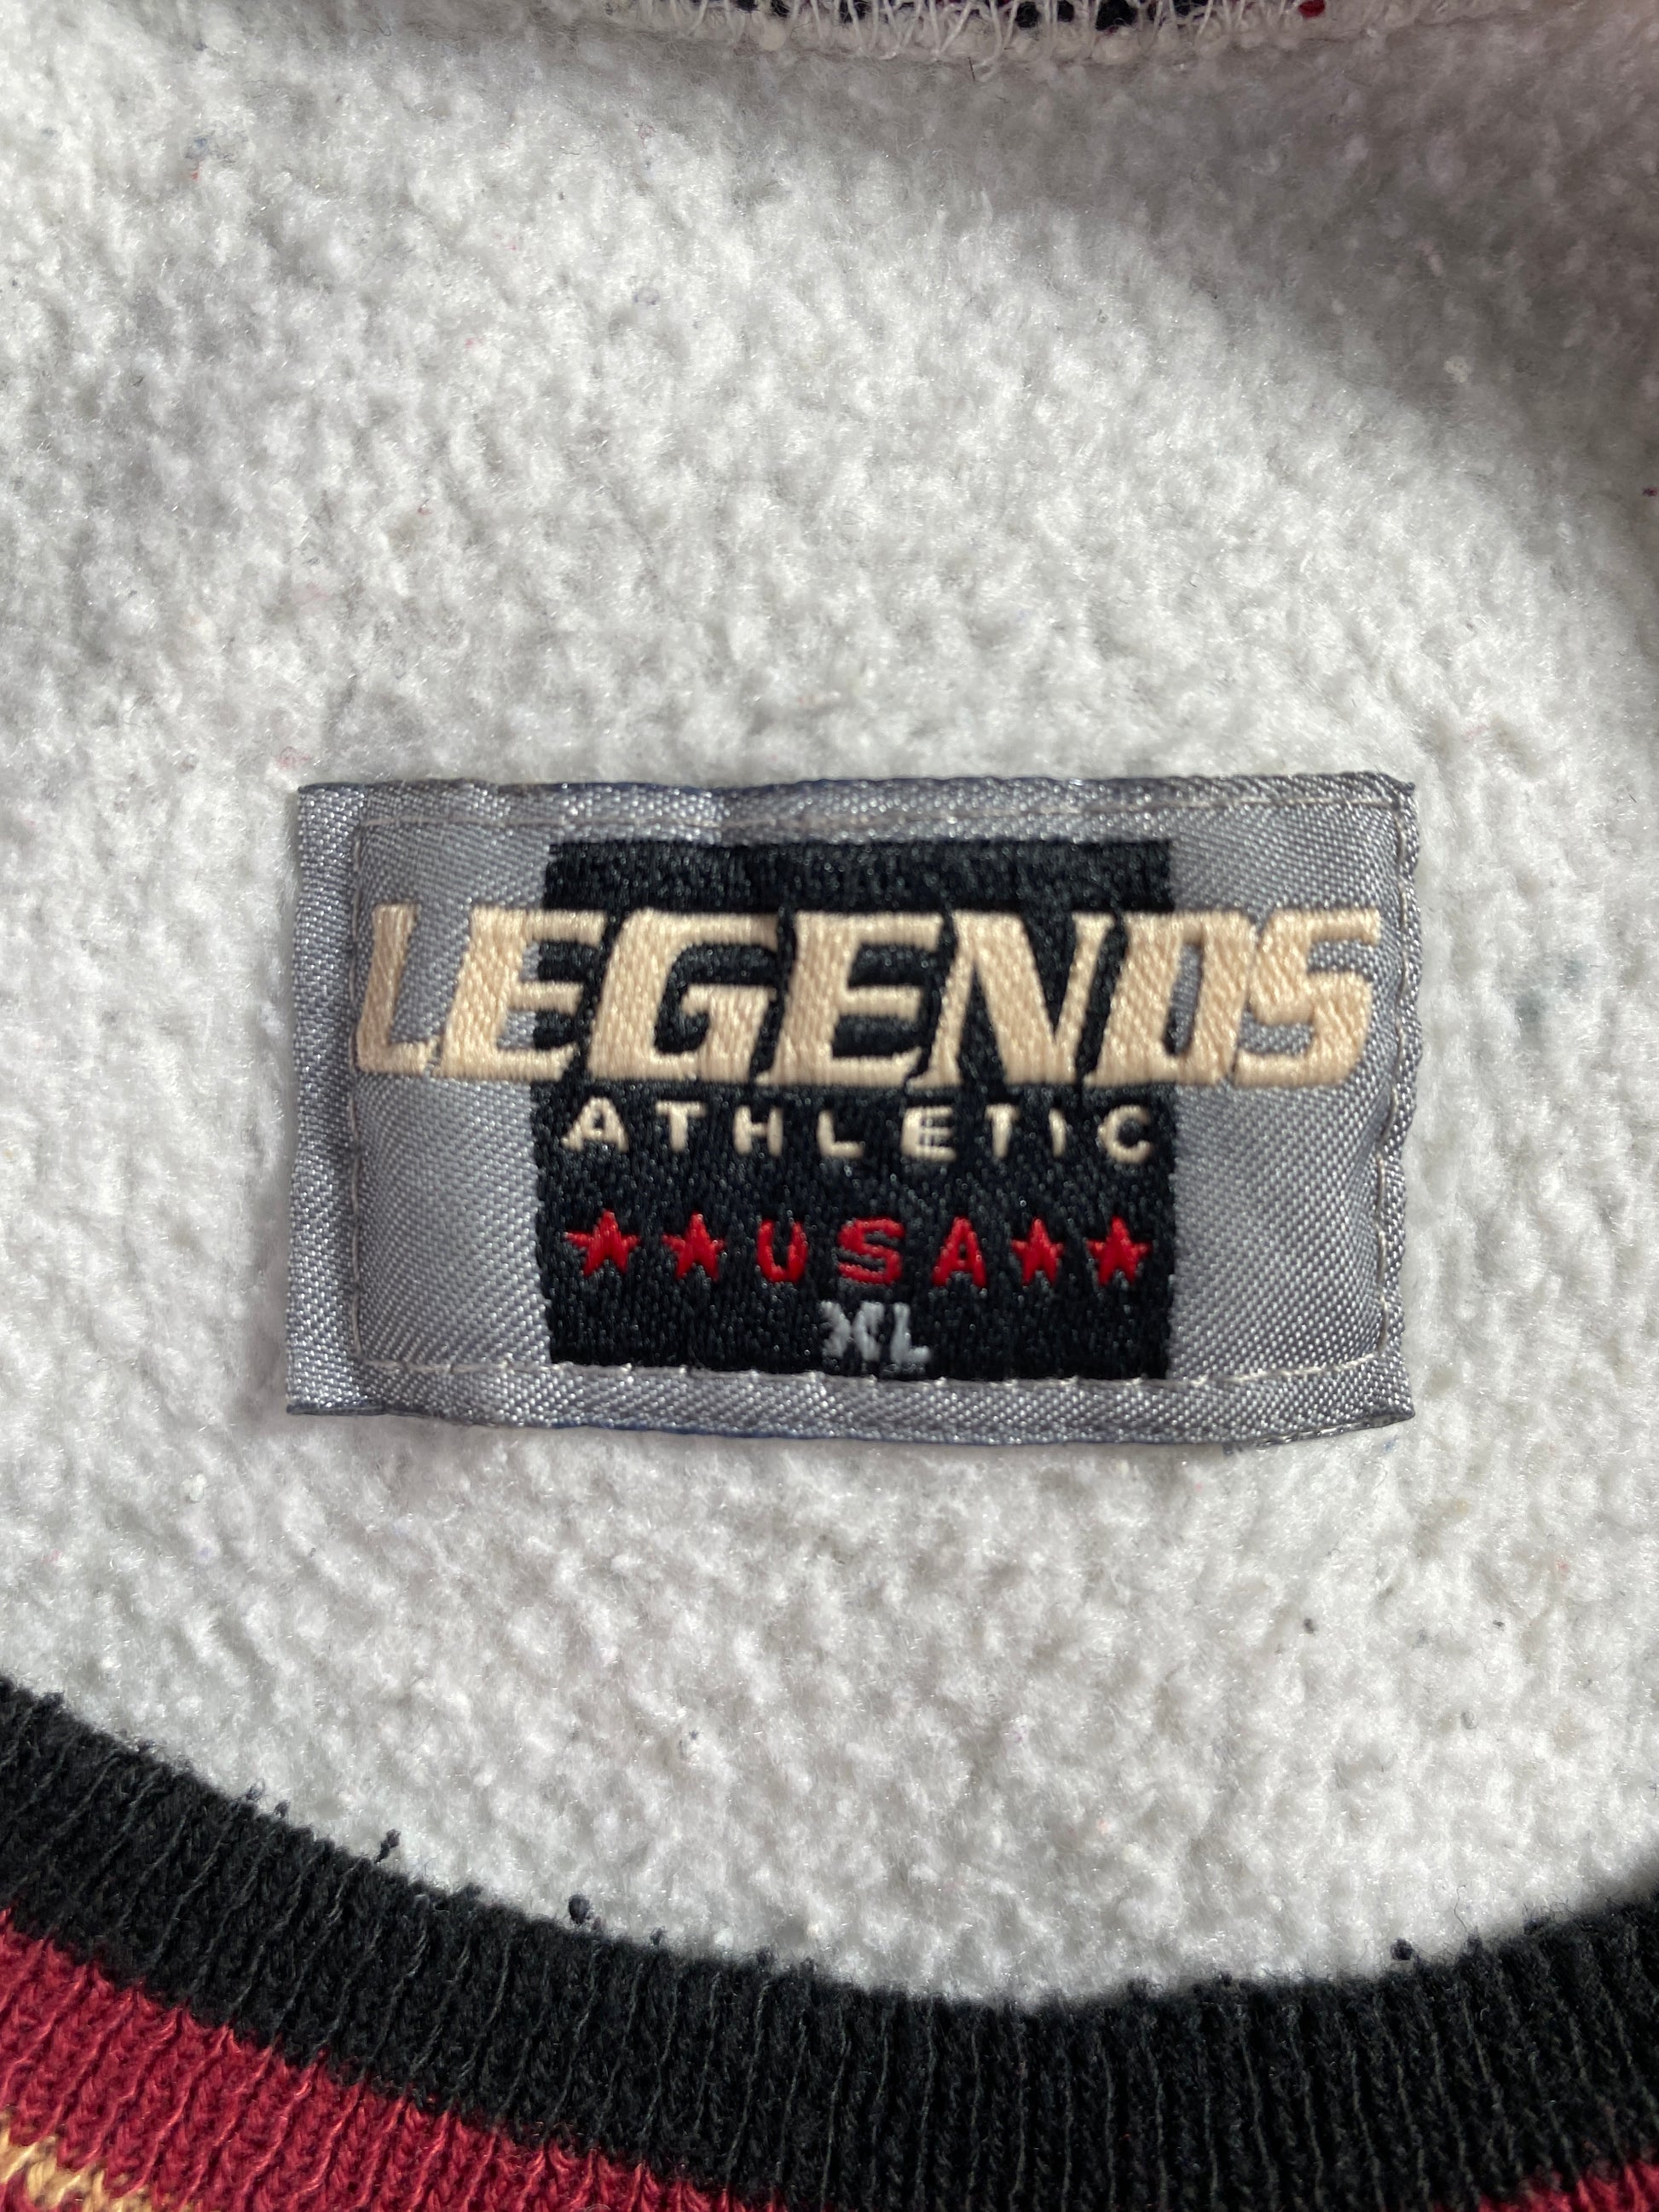 LEGENDS
ATHLETIC
★★USA★★
XL